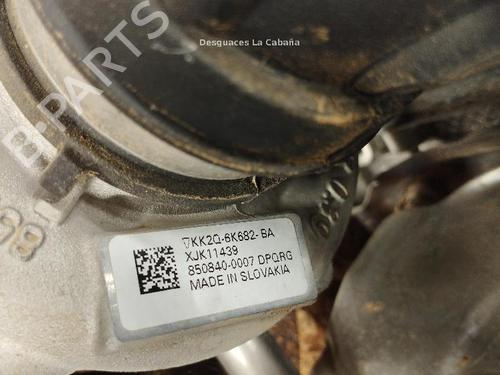 Desguaces La Cabaña
B-PARTS
▽KK2Q-6K682-BA
XJK11439
850840-0007 DPQRG
MADE IN SLOVAKIA